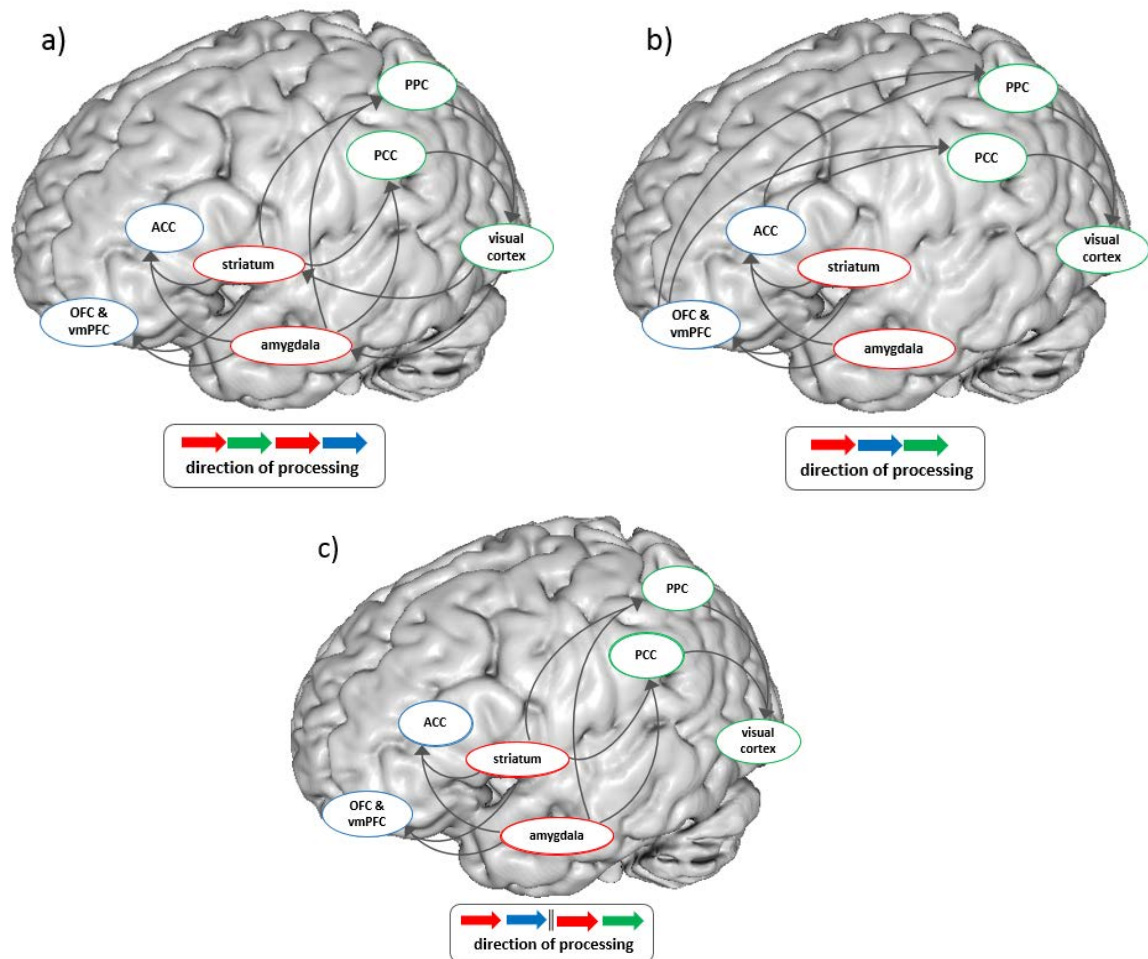 a)
PPC
PCC
ACC
striatum
visual
cortex
OFC &
vmPFC
amygdala
direction of processing
b)
PPC
PCC
ACC
visual
cortex
striatum
OFC &
vmPFC
amygdala
direction of processing
c)
PPC
PCC
ACC
visual
cortex
striatum
OFC &
vmPFC
amygdala
direction of processing